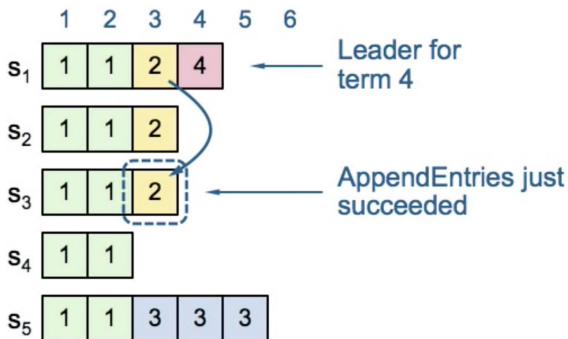 1 2 3 4 5 6
s1 1 1 2 4 Leader for
term 4
s2 1 1 2
s3 1 1 2 AppendEntries just
succeeded
s4 1 1
s5 1 1 3 3 3